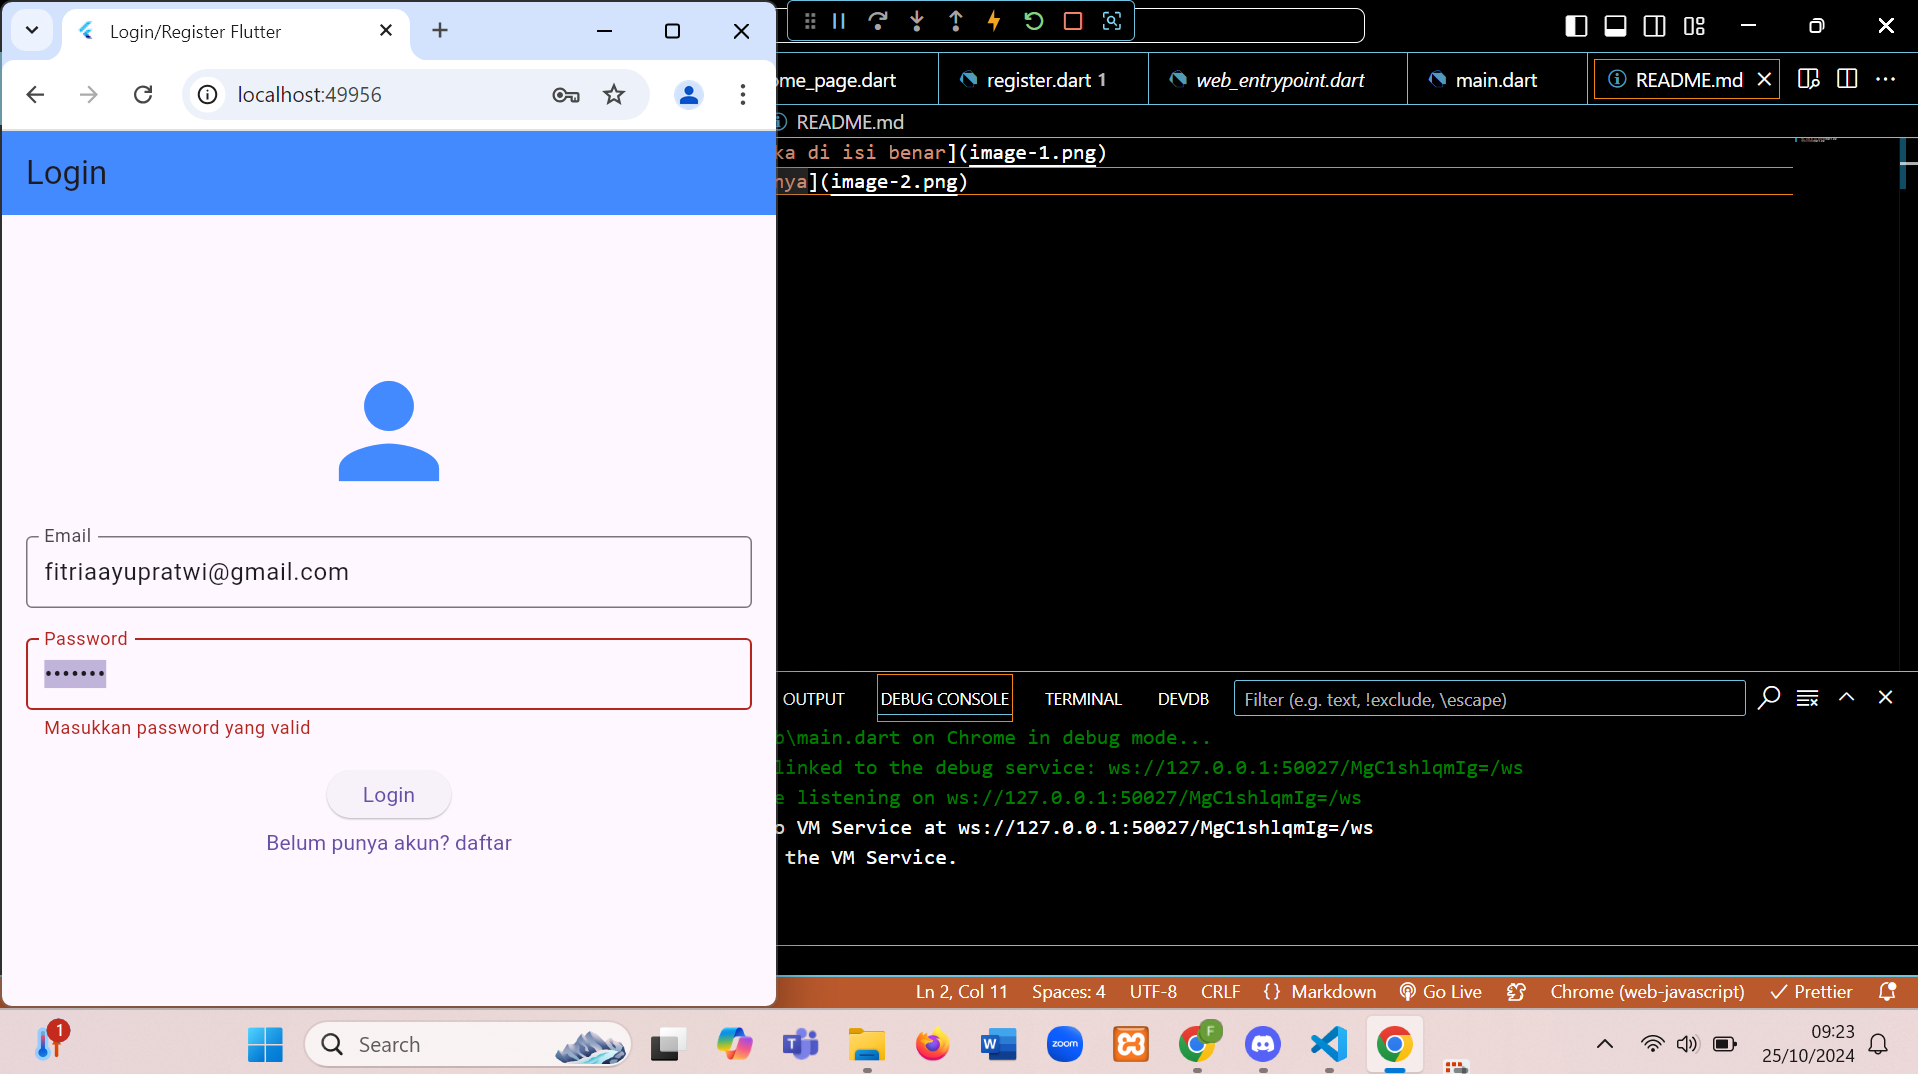 Login/Register Flutter
localhost:49956
Login
Email
fitriaayupratwi@gmail.com
Password
•••••••
Masukkan password yang valid
Login
Belum punya akun? daftar
ome_page.dart
register.dart 1
web_entrypoint.dart
main.dart
README.md
README.md
ka di isi benar](image-1.png)
nya](image-2.png)
OUTPUT
DEBUG CONSOLE
TERMINAL
DEVDB
Filter (e.g. text, !exclude, \escape)
b\main.dart on Chrome in debug mode...
linked to the debug service: ws://127.0.0.1:50027/MgC1shlqmIg=/ws
e listening on ws://127.0.0.1:50027/MgC1shlqmIg=/ws
o VM Service at ws://127.0.0.1:50027/MgC1shlqmIg=/ws
the VM Service.
Ln 2, Col 11
Spaces: 4
UTF-8
CRLF
{} Markdown
Go Live
Chrome (web-javascript)
Prettier
1
Search
T
W
zoom
F
09:23
25/10/2024